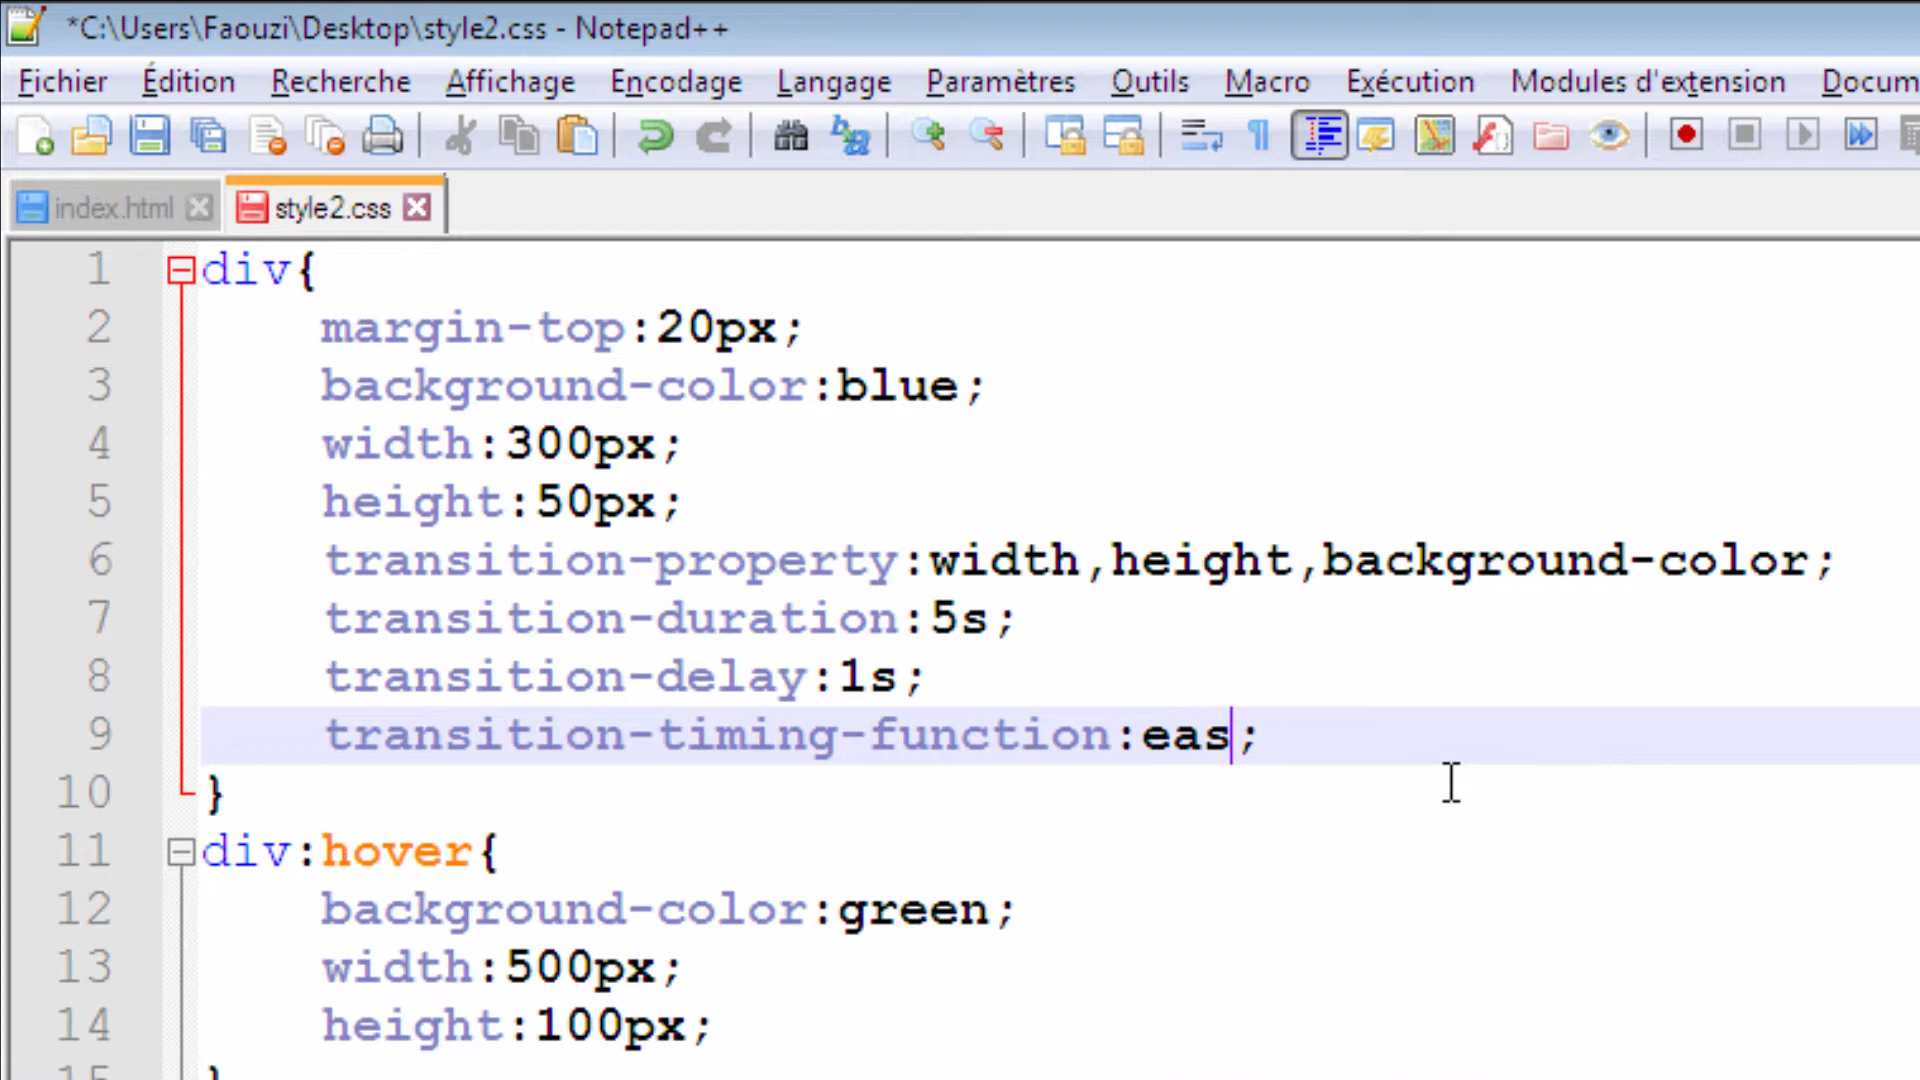 *C:\Users\Faouzi\Desktop\style2.css - Notepad++
Fichier Édition Recherche Affichage Encodage Langage Paramètres Outils Macro Exécution Modules d'extension Docum
index.html style2.css
1 div{
2 margin-top:20px;
3 background-color:blue;
4 width:300px;
5 height:50px;
6 transition-property:width,height,background-color;
7 transition-duration:5s;
8 transition-delay:1s;
9 transition-timing-function:eas;
10 }
11 div:hover{
12 background-color:green;
13 width:500px;
14 height:100px;
15 }